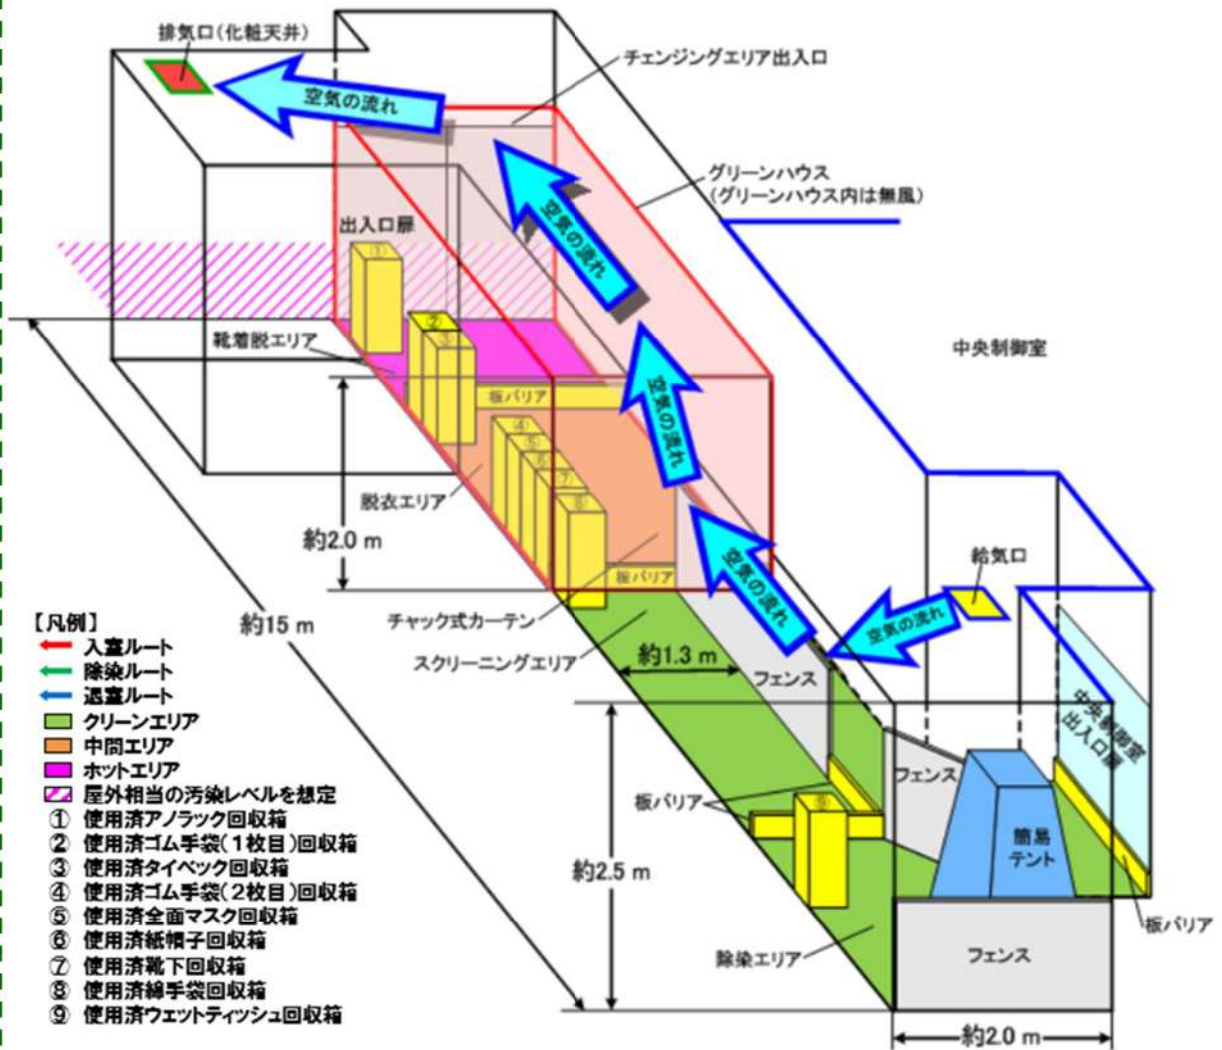 排気口(化粧天井)
チェンジングエリア出入口
空気の流れ
グリーンハウス
(グリーンハウス内は無風)
空気の流れ
出入口扉
①
中央制御室
②
③
靴着脱エリア
空気の流れ
板バリア
④
⑤
⑥
⑦
⑧
脱衣エリア
約2.0 m
給気口
空気の流れ
板バリア
空気の流れ
チャック式カーテン
約15 m
スクリーニングエリア
約1.3 m
フェンス
中央制御室
出入口扉
【凡例】
入室ルート
除染ルート
退室ルート
クリーンエリア
中間エリア
ホットエリア
屋外相当の汚染レベルを想定
① 使用済アノラック回収箱
② 使用済ゴム手袋(1枚目)回収箱
③ 使用済タイベック回収箱
④ 使用済ゴム手袋(2枚目)回収箱
⑤ 使用済全面マスク回収箱
⑥ 使用済紙帽子回収箱
⑦ 使用済靴下回収箱
⑧ 使用済綿手袋回収箱
⑨ 使用済ウェットティッシュ回収箱
フェンス
板バリア
⑨
簡易
テント
約2.5 m
板バリア
除染エリア
フェンス
約2.0 m